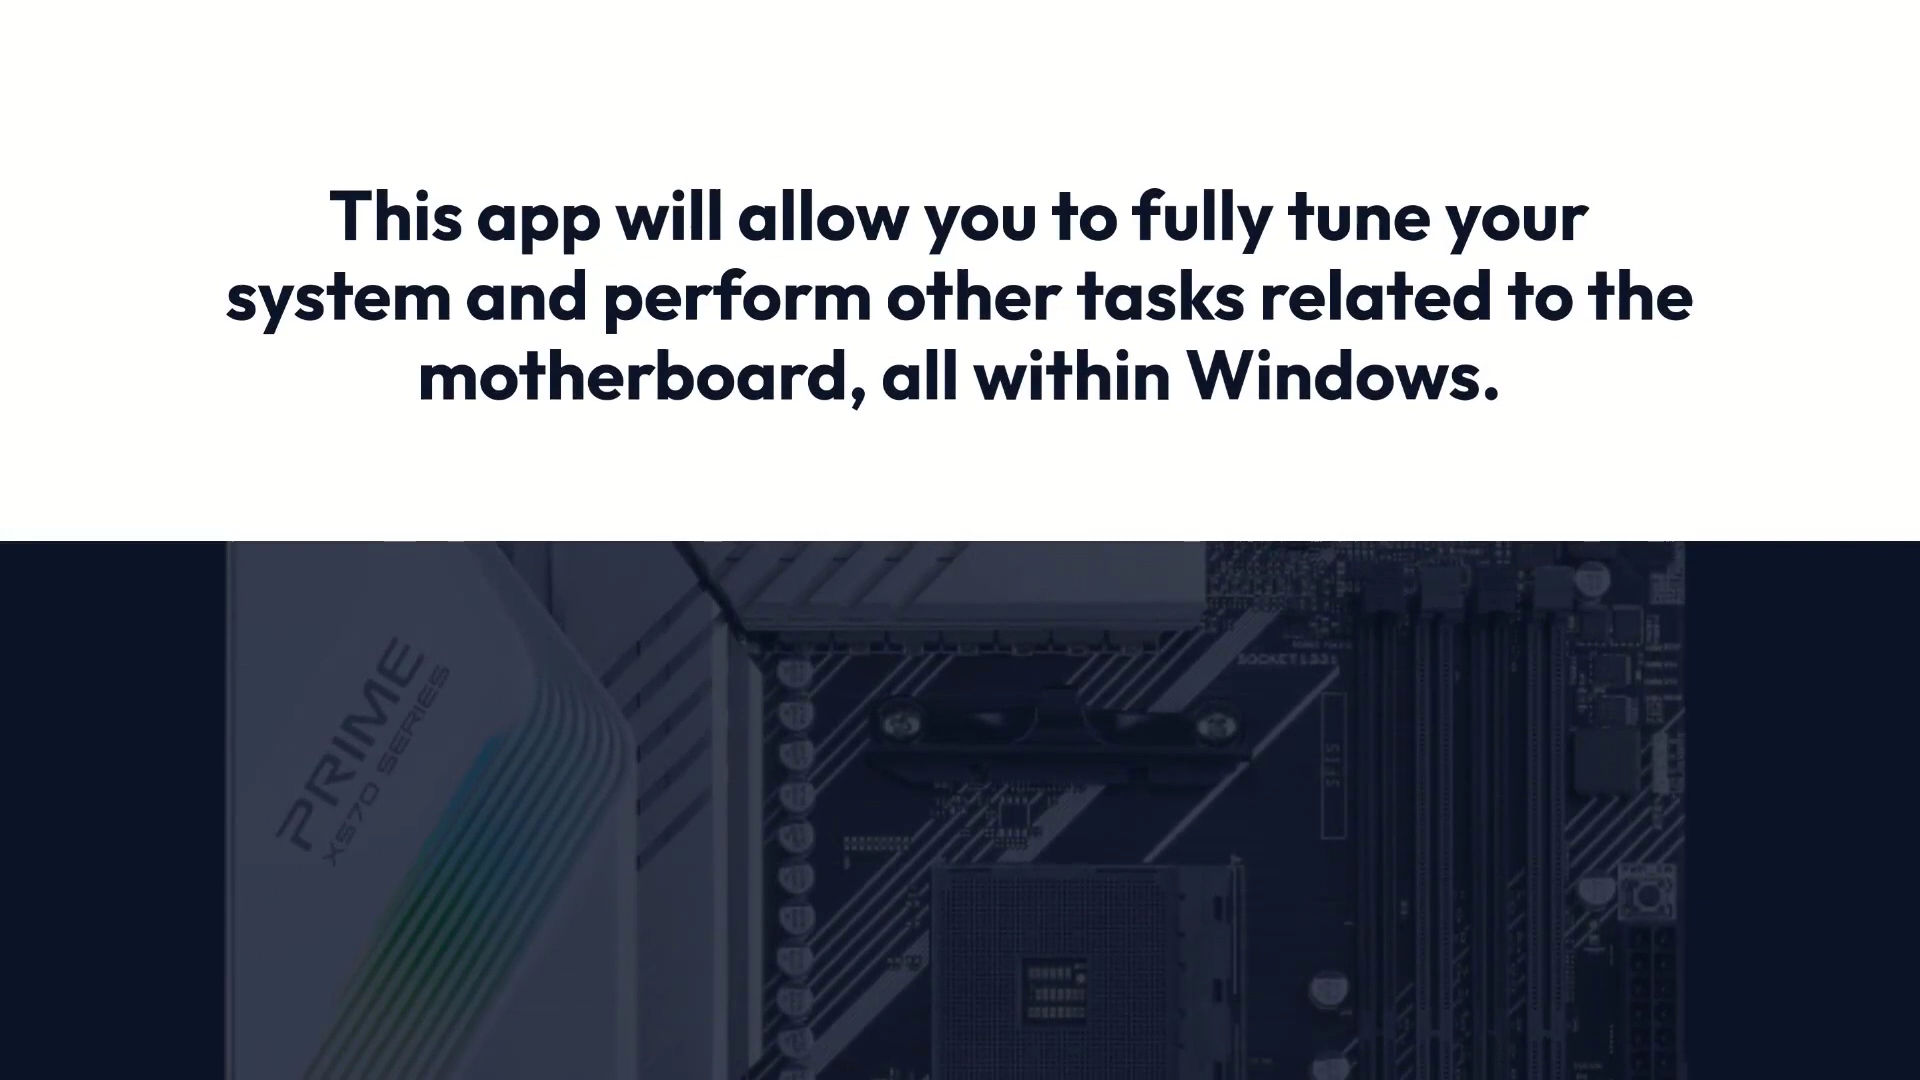 This app will allow you to fully tune your
system and perform other tasks related to the
motherboard, all within Windows.
PRIME
X570 SERIES
SOCKET1331